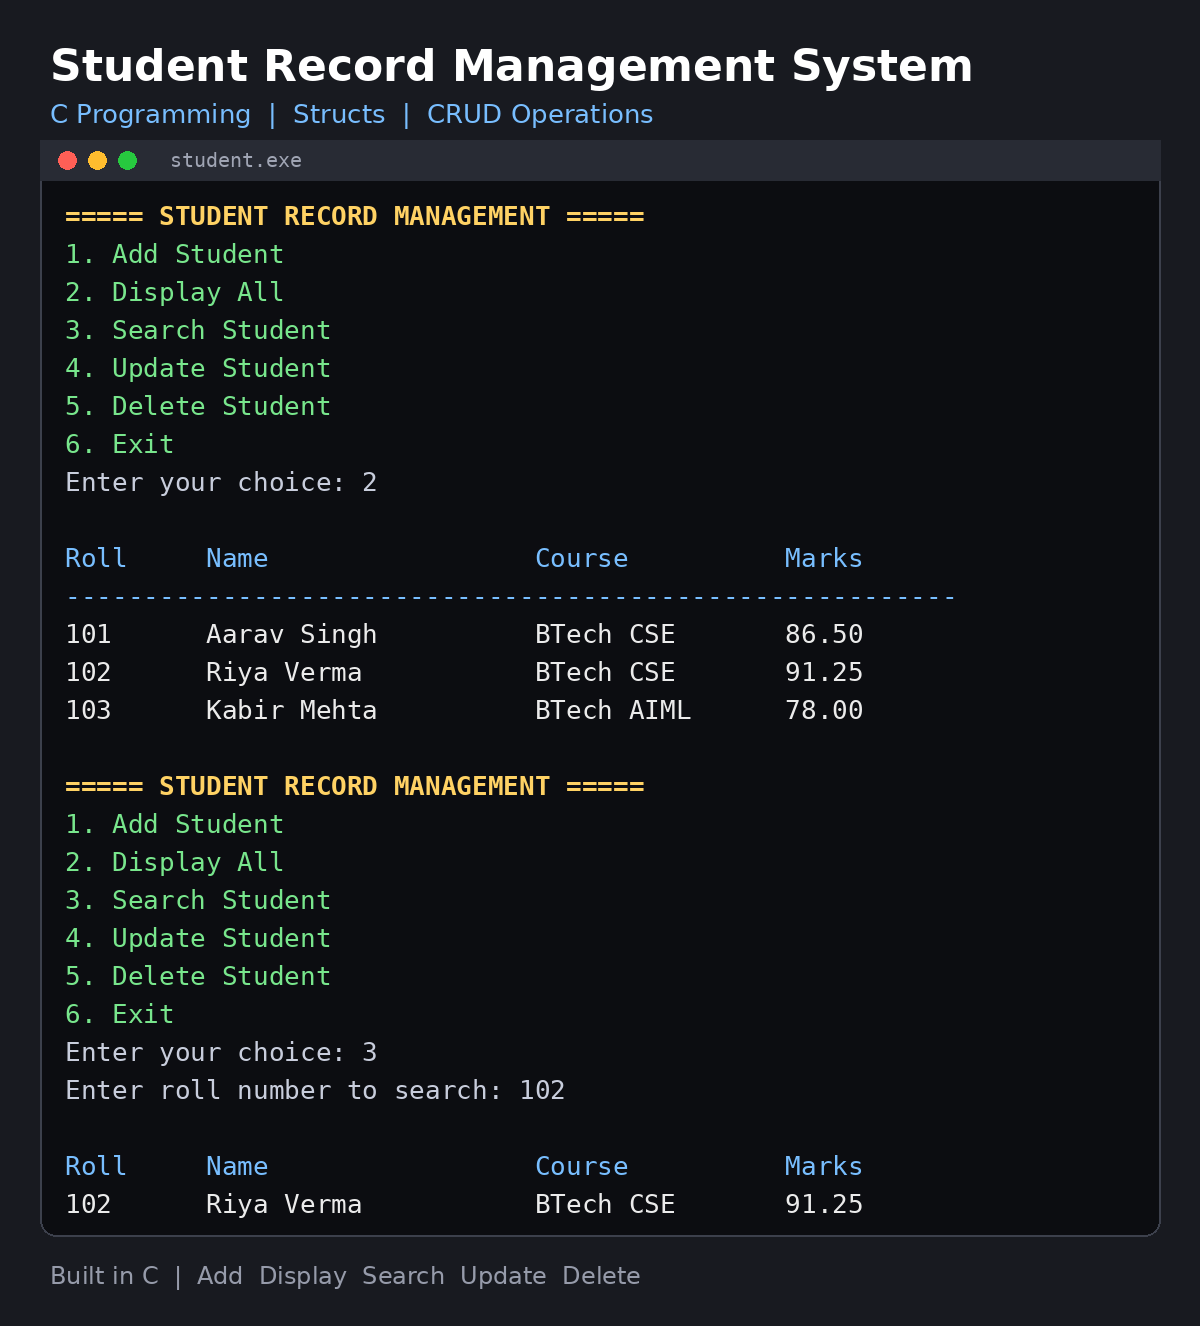 Student Record Management System
C Programming | Structs | CRUD Operations
student.exe
===== STUDENT RECORD MANAGEMENT =====
1. Add Student
2. Display All
3. Search Student
4. Update Student
5. Delete Student
6. Exit
Enter your choice: 2
Roll     Name                 Course          Marks
---------------------------------------------------------
101      Aarav Singh          BTech CSE       86.50
102      Riya Verma           BTech CSE       91.25
103      Kabir Mehta          BTech AIML      78.00
===== STUDENT RECORD MANAGEMENT =====
1. Add Student
2. Display All
3. Search Student
4. Update Student
5. Delete Student
6. Exit
Enter your choice: 3
Enter roll number to search: 102
Roll     Name                 Course          Marks
102      Riya Verma           BTech CSE       91.25
Built in C | Add Display Search Update Delete